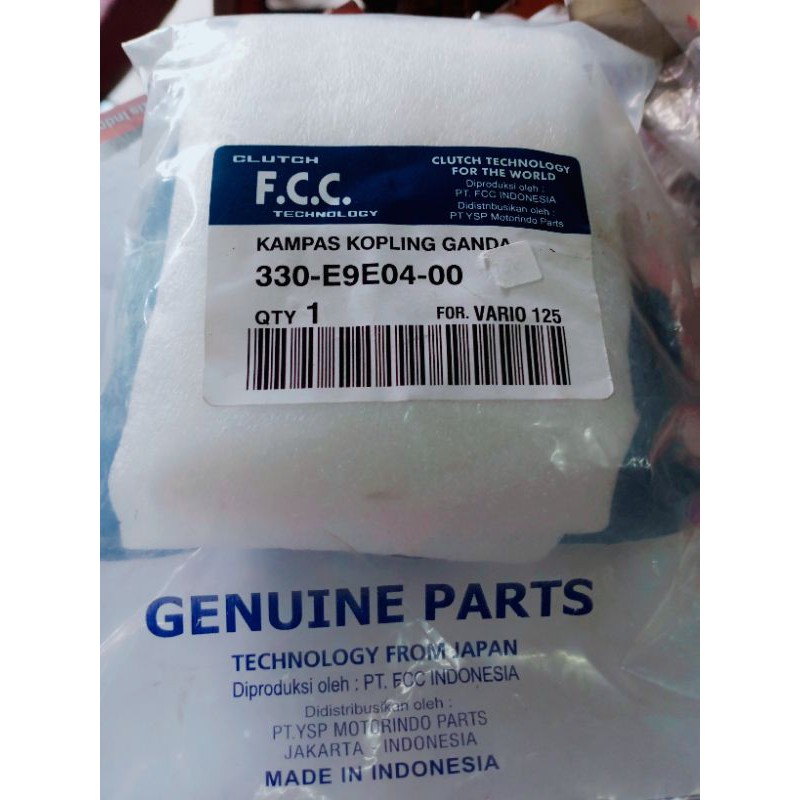 CLUTCH
F.C.C.
TECHNOLOGY
CLUTCH TECHNOLOGY
FOR THE WORLD
Diproduksi oleh :
PT. FCC INDONESIA
Didistribusikan oleh :
PT YSP Motorindo Parts
KAMPAS KOPLING GANDA
330-E9E04-00
QTY 1
FOR. VARIO 125
GENUINE PARTS
TECHNOLOGY FROM JAPAN
Diproduksi oleh : PT. FCC INDONESIA
Didistribusikan oleh :
PT.YSP MOTORINDO PARTS
JAKARTA - INDONESIA
MADE IN INDONESIA